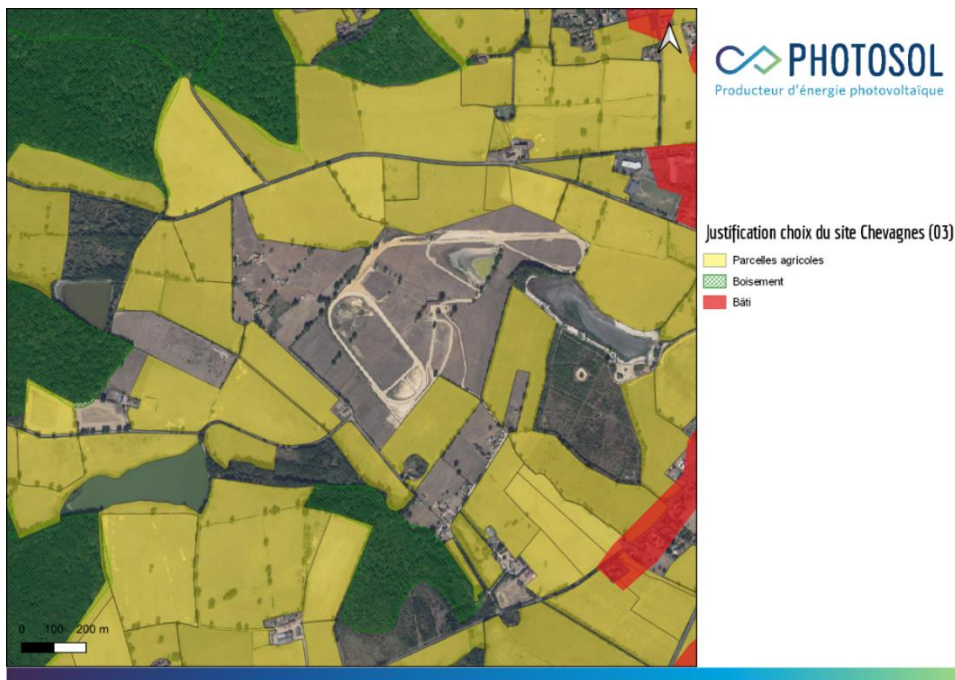 PHOTOSOL
Producteur d'énergie photovoltaïque
Justification choix du site Chevagnes (03)
Parcelles agricoles
Boisement
Bâti
0 100 200 m